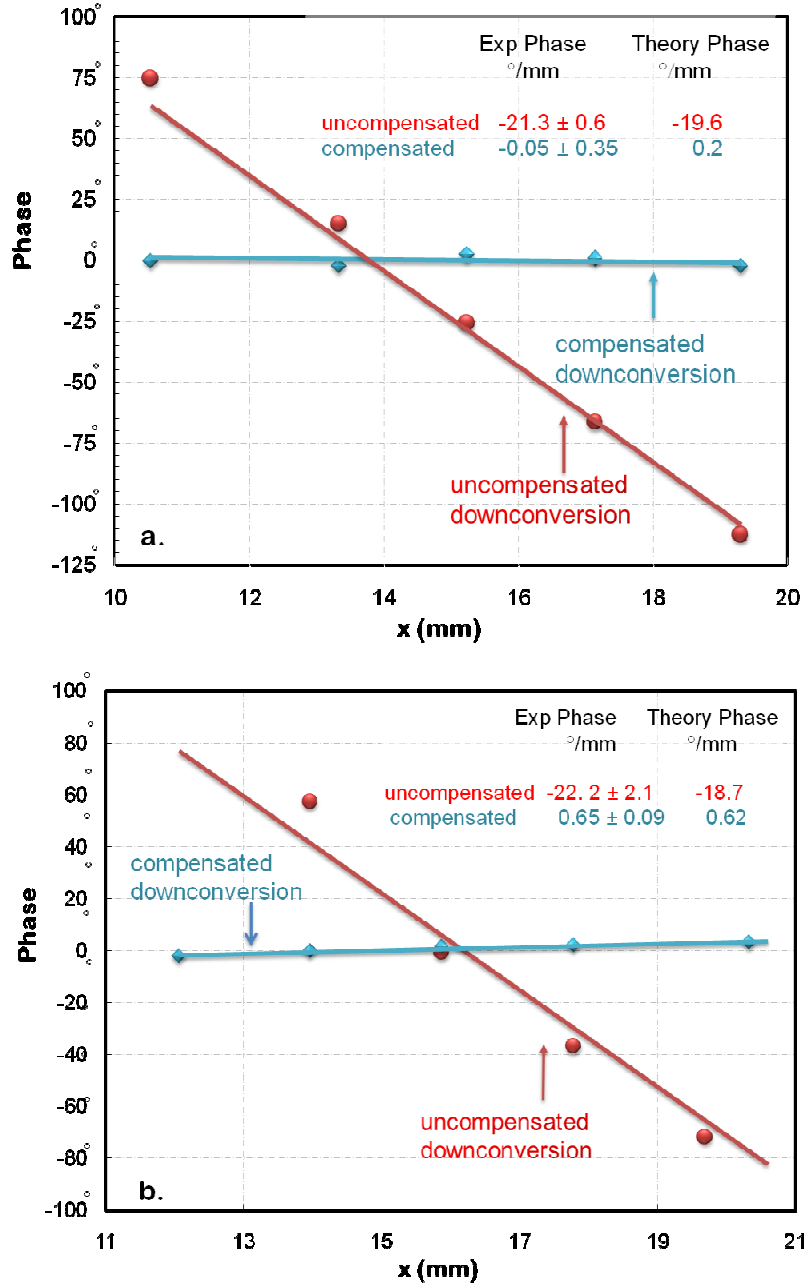 100°
75°
50°
25°
0°
-25°
-50°
-75°
-100°
-125°
Phase
Exp Phase Theory Phase
°/mm °/mm
uncompensated -21.3 ± 0.6 -19.6
compensated -0.05 ± 0.35 0.2
compensated
downconversion
uncompensated
downconversion
a.
10 12 14 16 18 20
x (mm)
100°
80°
60°
40°
20°
0°
-20°
-40°
-60°
-80°
-100°
Phase
Exp Phase Theory Phase
°/mm °/mm
uncompensated -22. 2 ± 2.1 -18.7
compensated 0.65 ± 0.09 0.62
compensated
downconversion
uncompensated
downconversion
b.
11 13 15 17 19 21
x (mm)